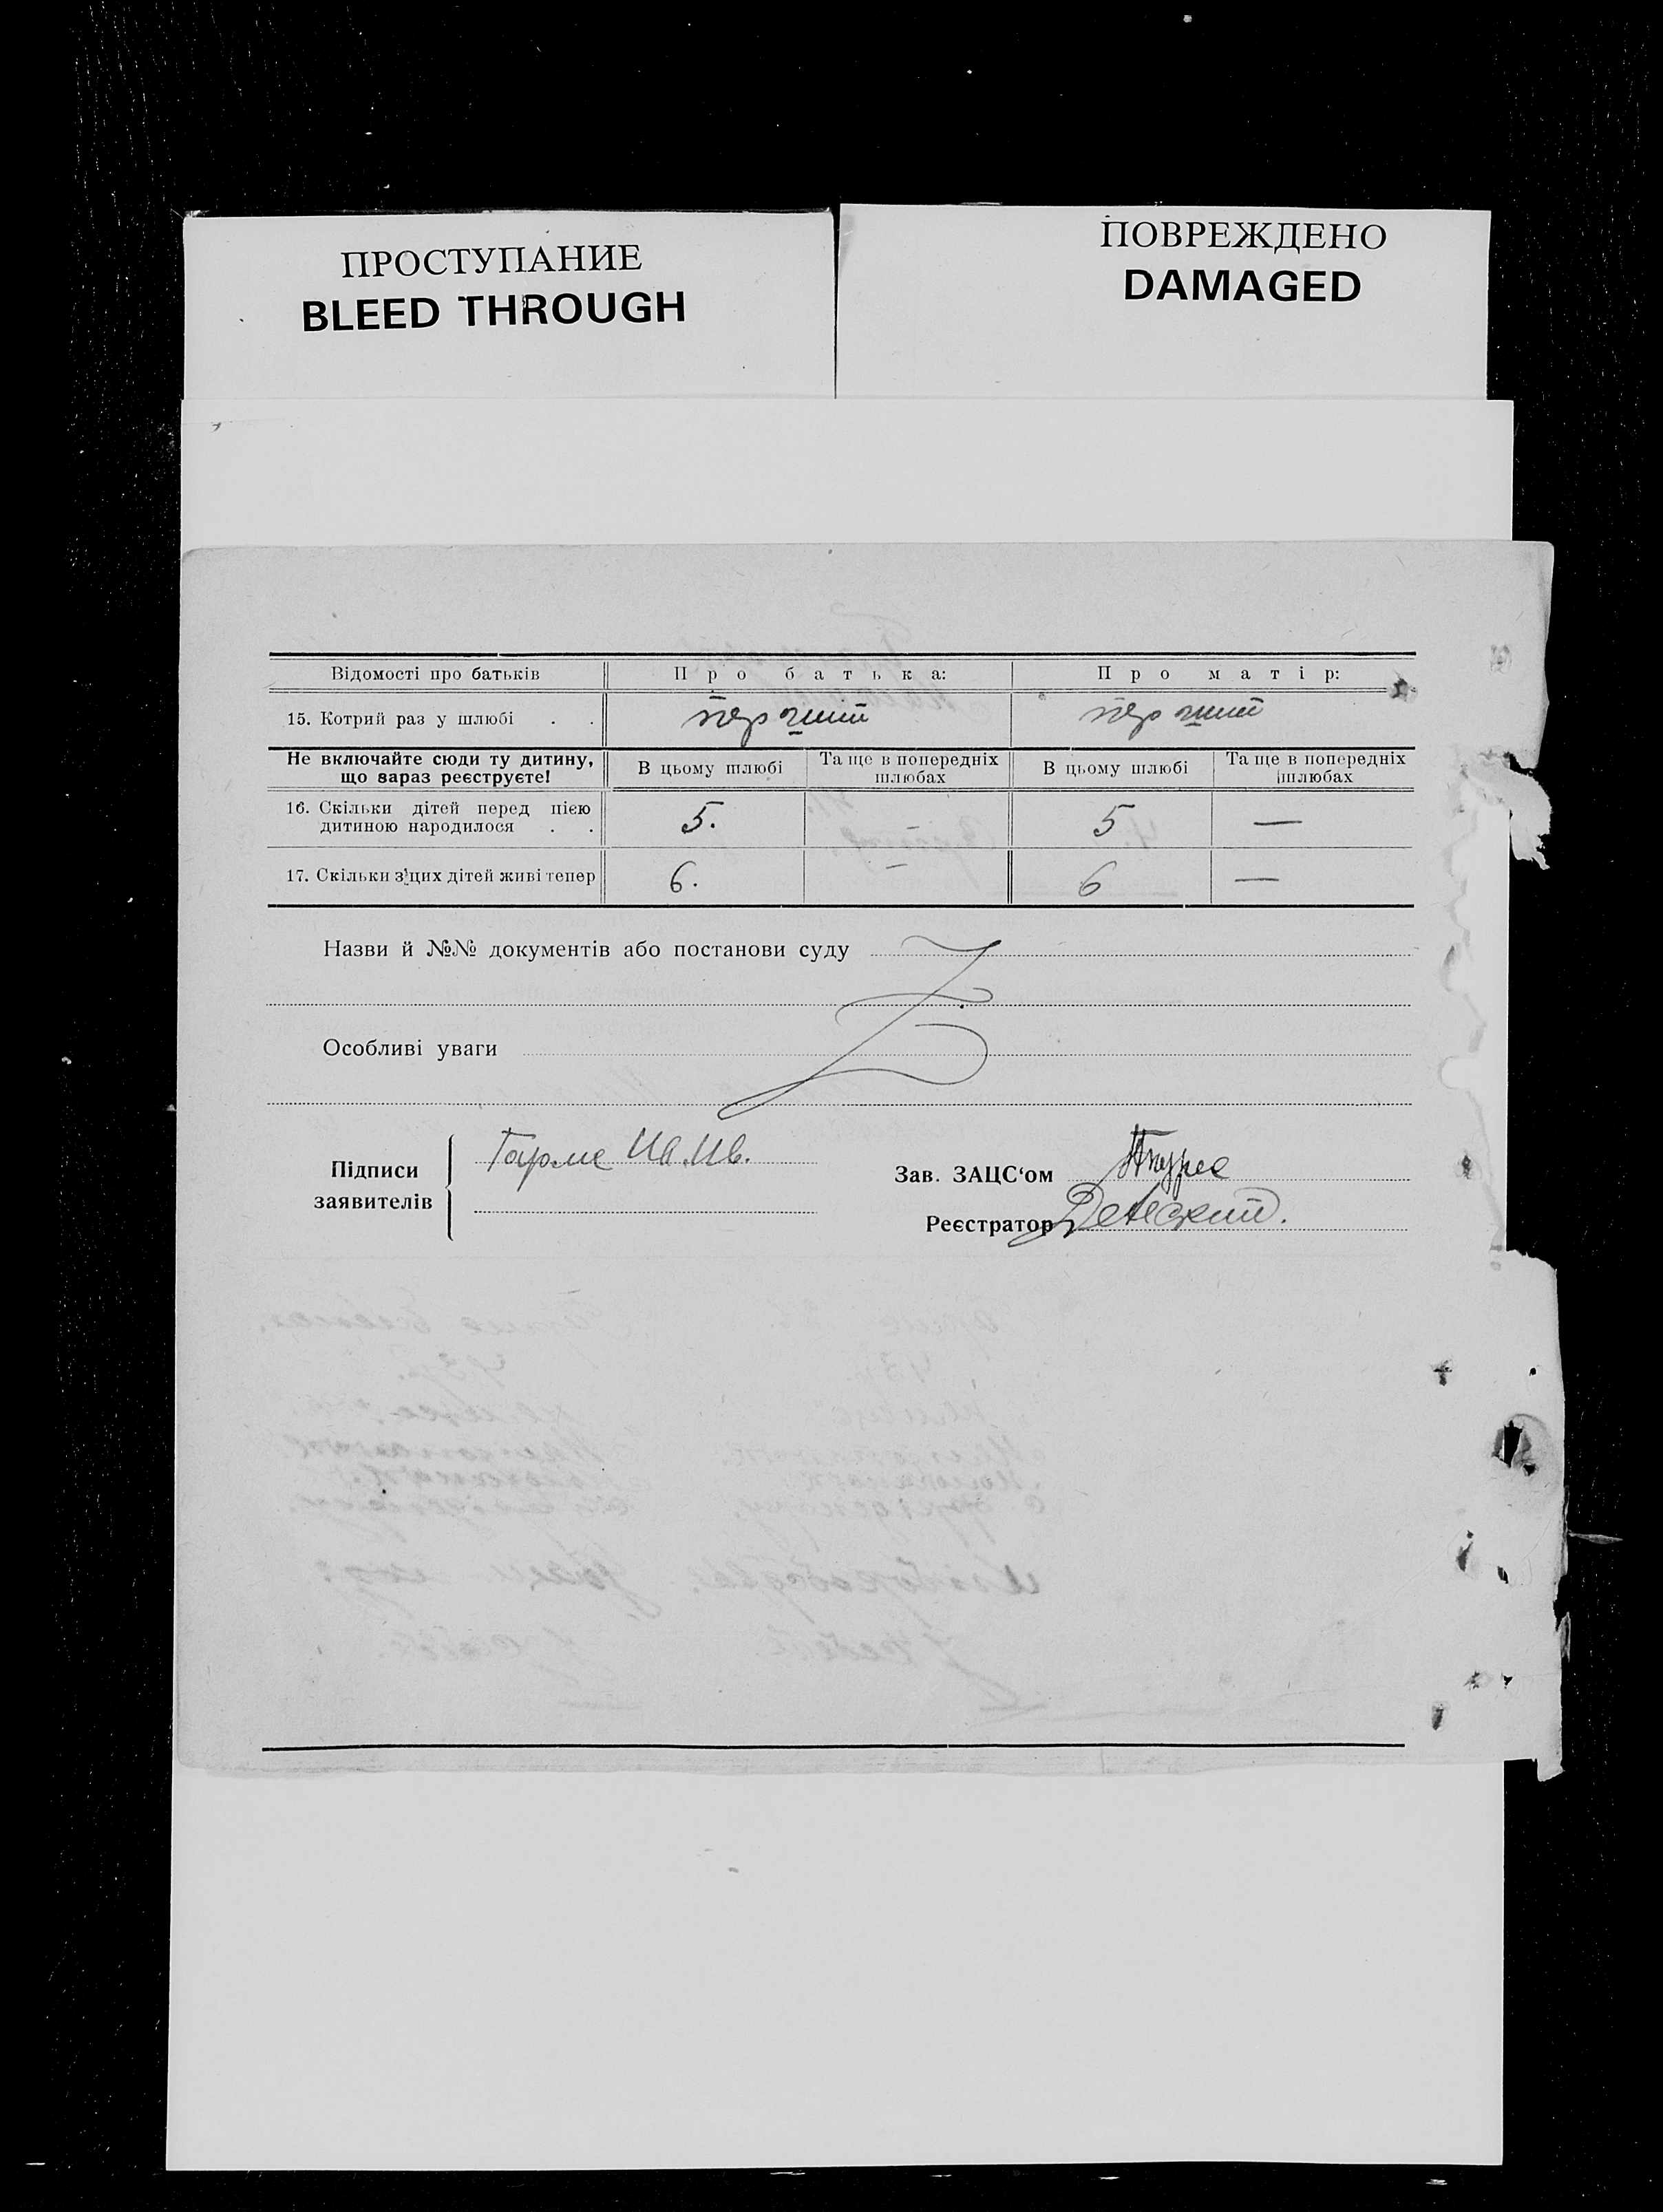 ПРОСТУПАНИЕ
BLEED THROUGH
ПОВРЕЖДЕНО
DAMAGED
Відомості про батьків Про батька: Про матір:
15. Котрий раз у шлюбі . . перший перший
Не включайте сюди ту дитину, що вараз реєструєте! В цьому шлюбі Та ще в попередніх шлюбах В цьому шлюбі Та ще в попередніх шлюбах
16. Скільки дітей перед цією
дитиною народилося . . 5. — 5 —
17. Скільки з цих дітей живі тепер 6. — 6 —
Назви й №№ документів або постанови суду
Особливі уваги
Підписи
заявителів
Ив. Ив.
Зав. ЗАЦС‘ом
Реєстратор